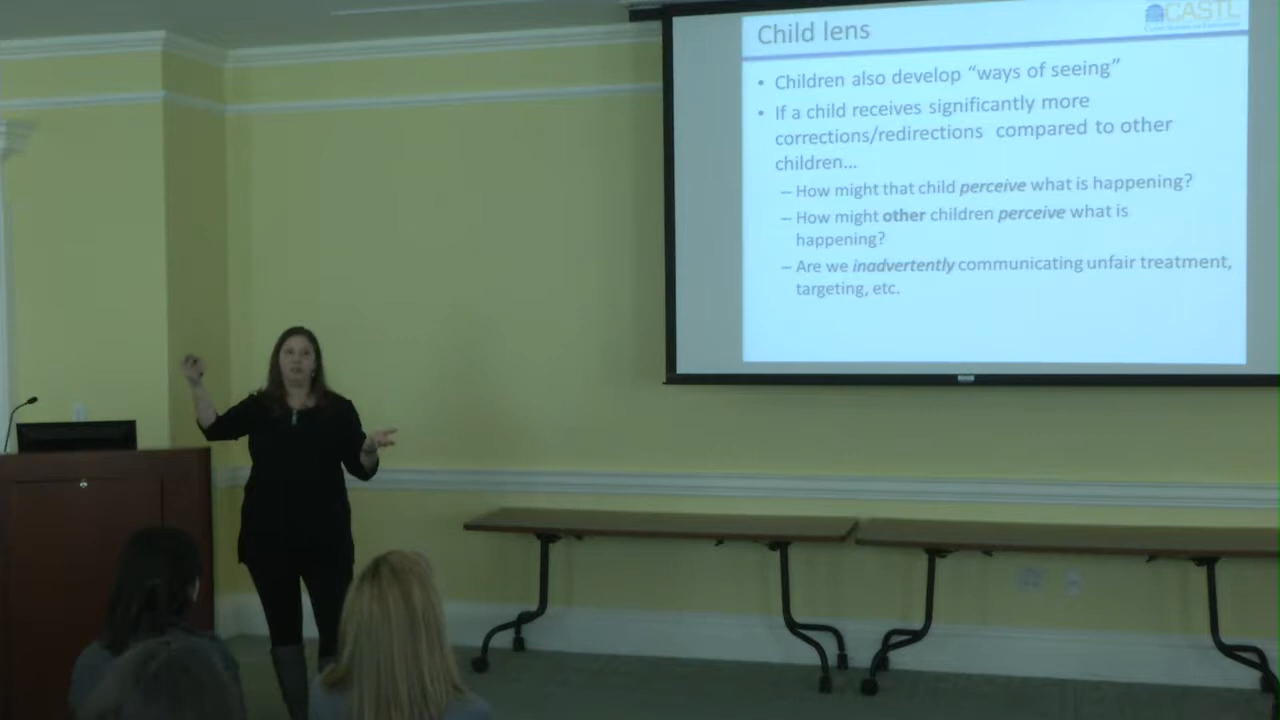 Child lens
CASTL
• Children also develop “ways of seeing”
• If a child receives significantly more
corrections/redirections compared to other
children...
– How might that child perceive what is happening?
– How might other children perceive what is
happening?
– Are we inadvertently communicating unfair treatment,
targeting, etc.